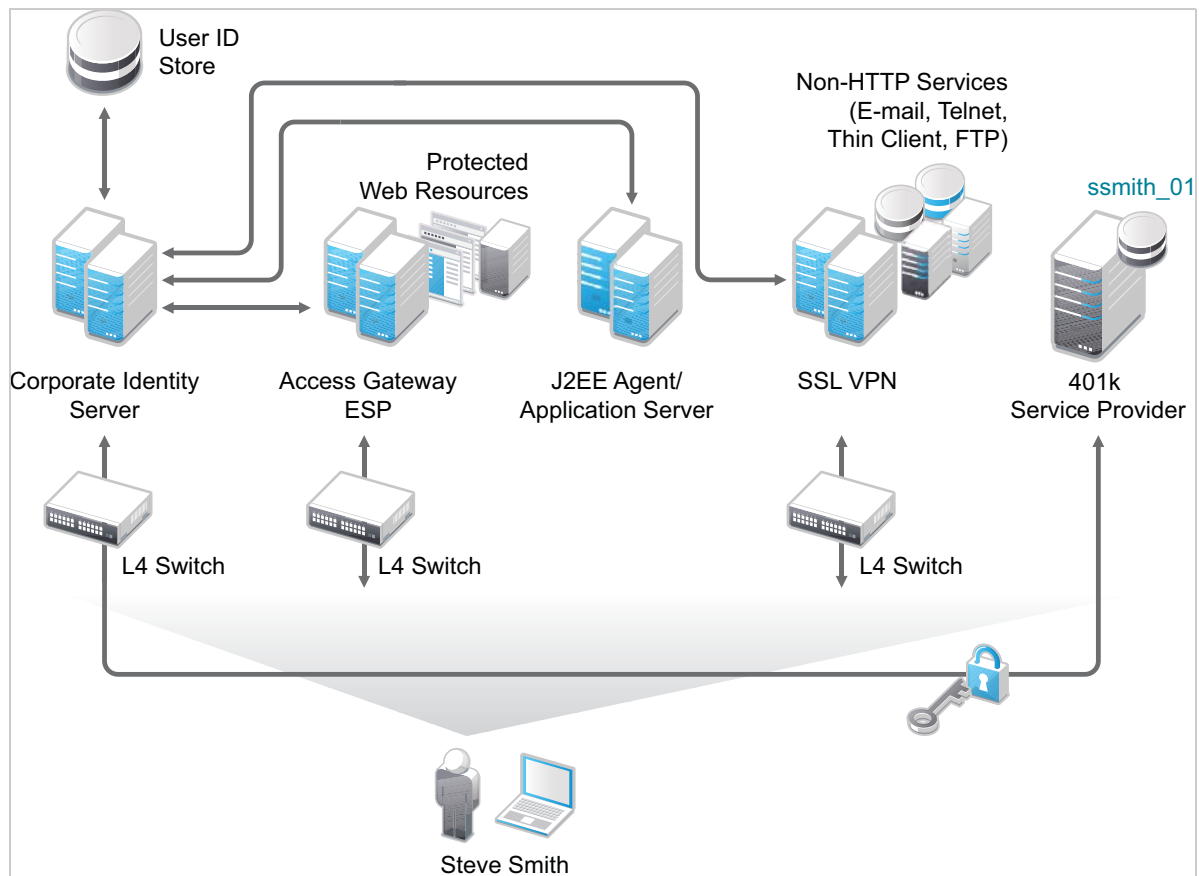 User ID
Store
Non-HTTP Services
(E-mail, Telnet,
Thin Client, FTP)
Protected
Web Resources
ssmith_01
Corporate Identity
Server
Access Gateway
ESP
J2EE Agent/
Application Server
SSL VPN
401k
Service Provider
L4 Switch
L4 Switch
L4 Switch
Steve Smith